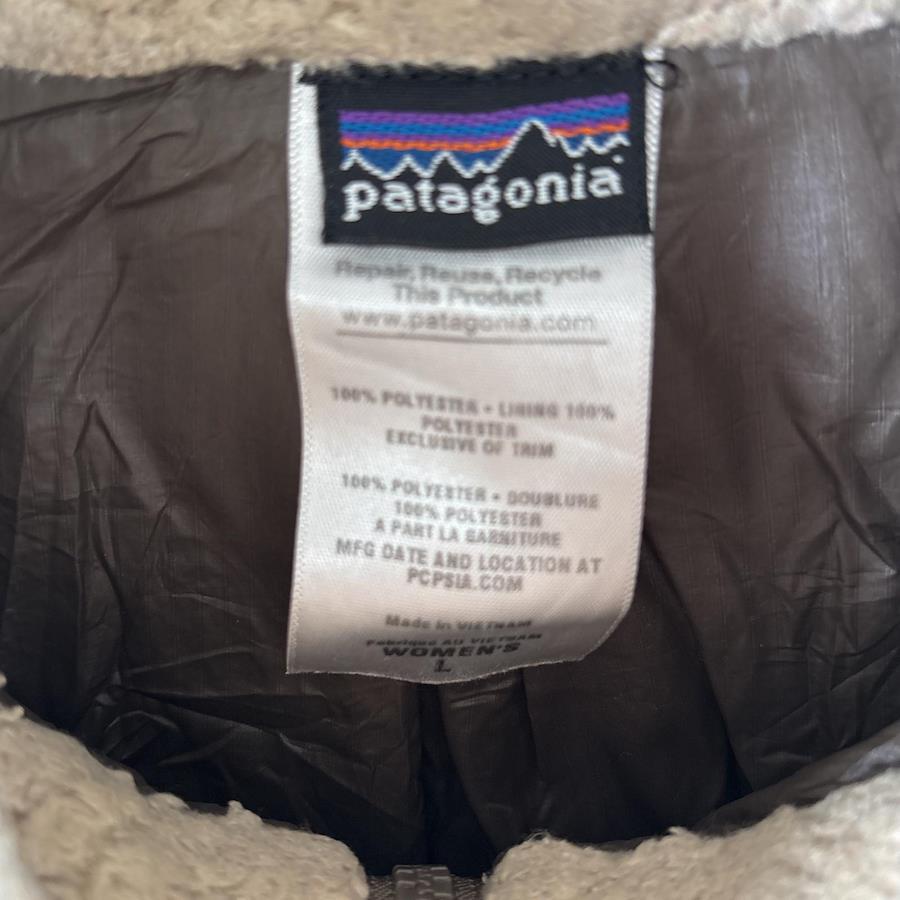 patagonia
Repair, Reuse, Recycle
This Product
www.patagonia.com
100% POLYESTER • LINING 100%
POLYESTER
EXCLUSIVE OF TRIM
100% POLYESTER • DOUBLURE
100% POLYESTER
A PART LA GARNITURE
MFG DATE AND LOCATION AT
PCPSIA.COM
Made in VIETNAM
Fabriqué AU VIETNAM
WOMEN'S
L